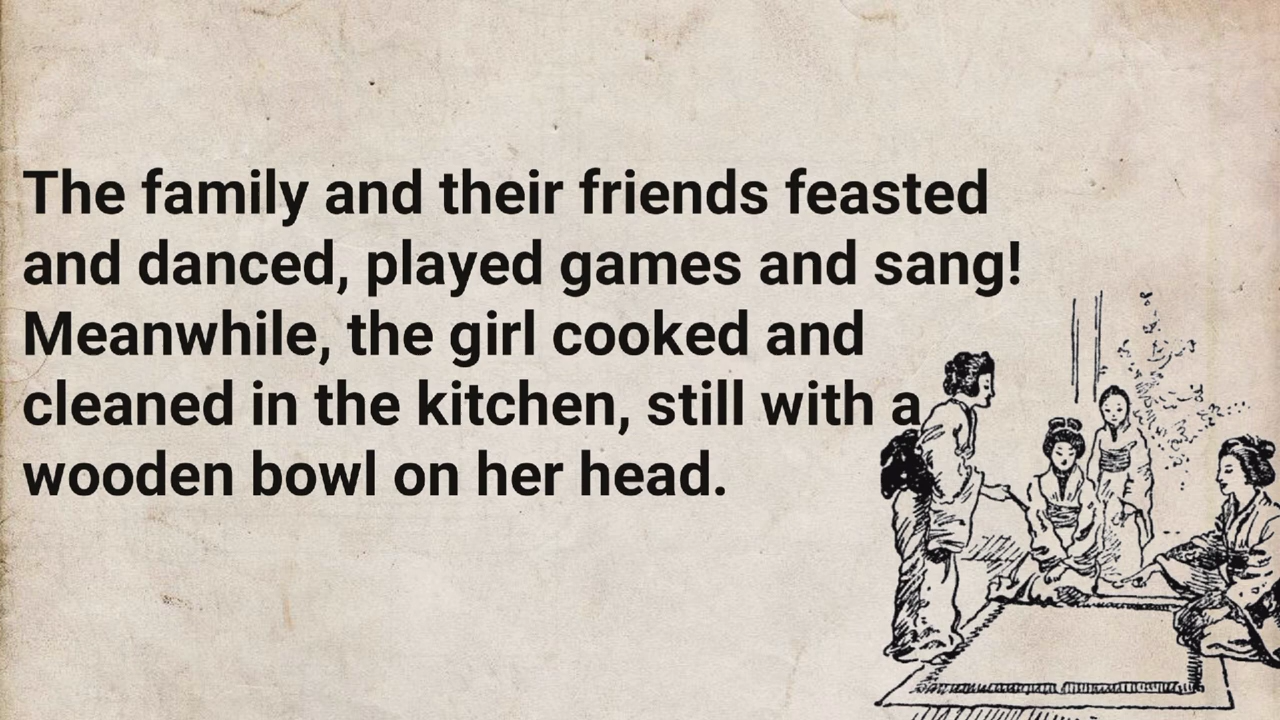 The family and their friends feasted
and danced, played games and sang!
Meanwhile, the girl cooked and
cleaned in the kitchen, still with a
wooden bowl on her head.